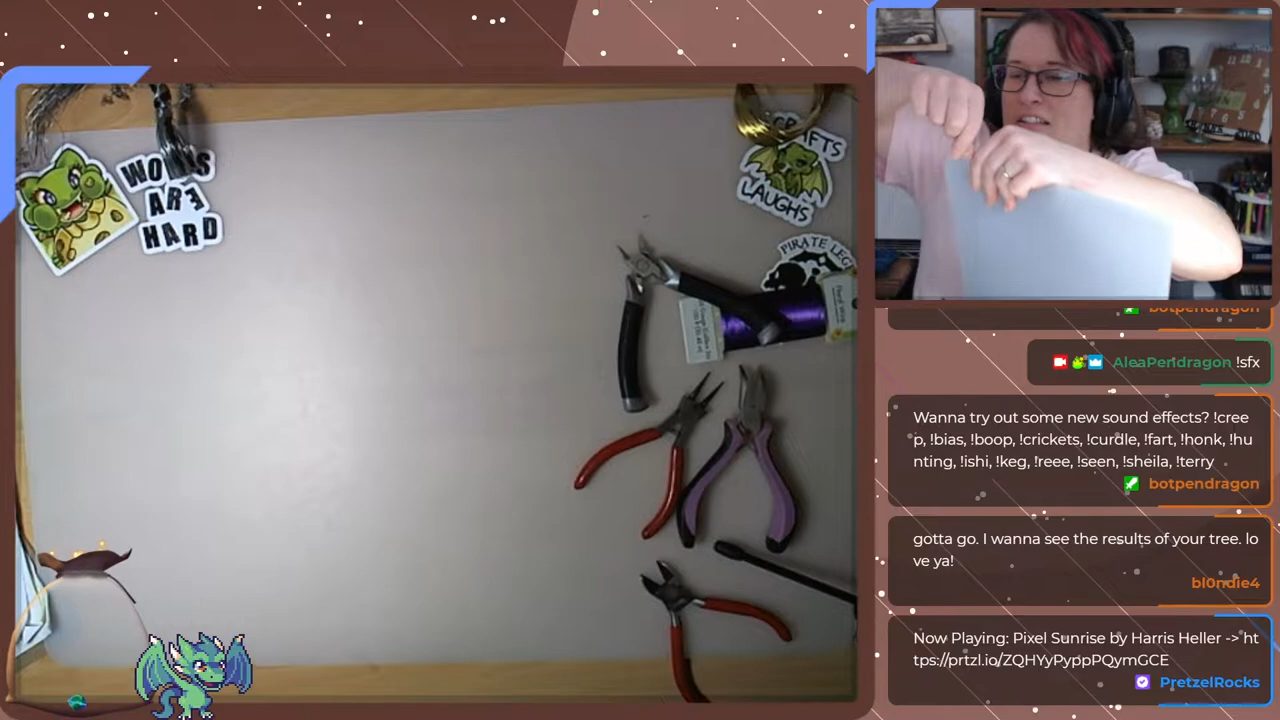 WORDS
ARE
HARD
CRAFTS
LAUGHS
PIRATE LEG
botpendragon
AleaPendragon !sfx
Wanna try out some new sound effects? !cree
p, !bias, !boop, !crickets, !curdle, !fart, !honk, !hu
nting, !ishi, !keg, !reee, !seen, !sheila, !terry
botpendragon
gotta go. I wanna see the results of your tree. lo
ve ya!
bl0ndie4
Now Playing: Pixel Sunrise by Harris Heller -> ht
tps://prtzl.io/ZQHYyPyppPQymGCE
PretzelRocks